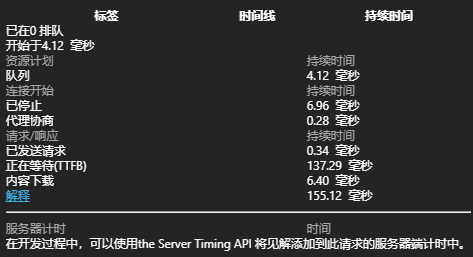 标签 时间线 持续时间
已在0 排队
开始于4.12 毫秒
资源计划 持续时间
队列 4.12 毫秒
连接开始 持续时间
已停止 6.96 毫秒
代理协商 0.28 毫秒
请求/响应 持续时间
已发送请求 0.34 毫秒
正在等待(TTFB) 137.29 毫秒
内容下载 6.40 毫秒
解释 155.12 毫秒
服务器计时 时间
在开发过程中，可以使用the Server Timing API 将见解添加到此请求的服务器端计时中。